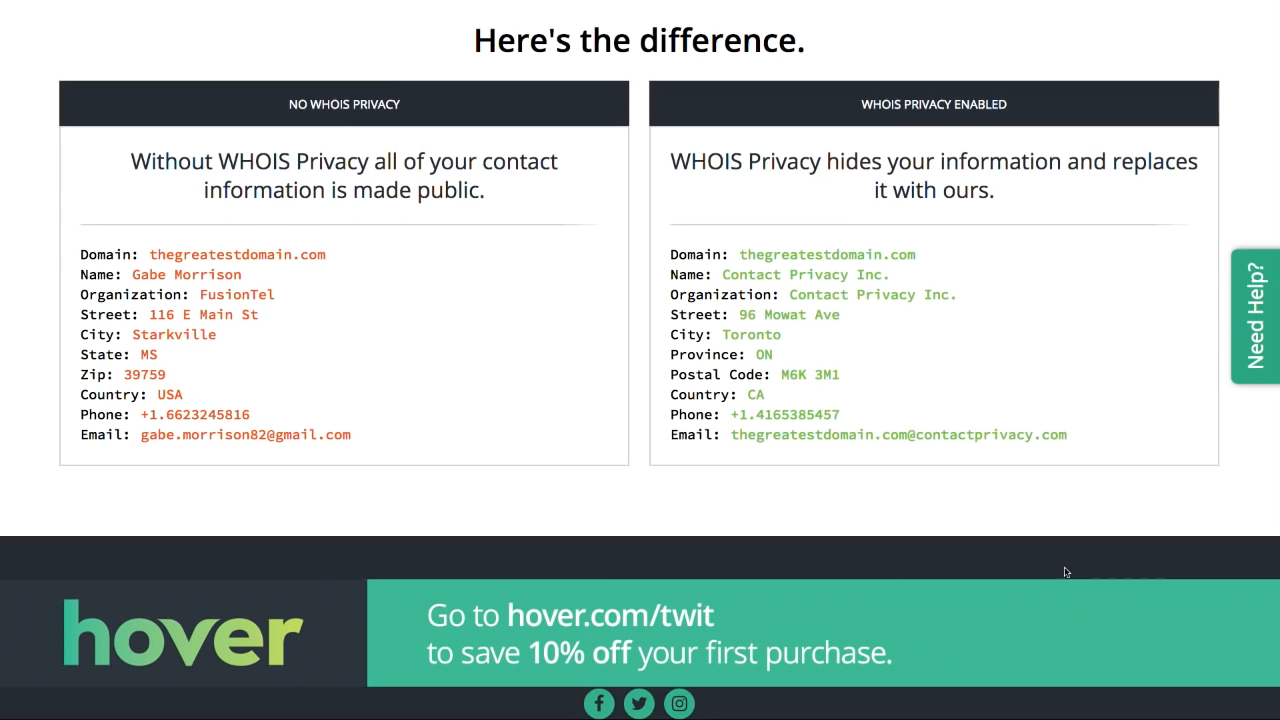 Here's the difference.
NO WHOIS PRIVACY
Without WHOIS Privacy all of your contact
information is made public.
Domain: thegreatestdomain.com
Name: Gabe Morrison
Organization: FusionTel
Street: 116 E Main St
City: Starkville
State: MS
Zip: 39759
Country: USA
Phone: +1.6623245816
Email: gabe.morrison82@gmail.com
WHOIS PRIVACY ENABLED
WHOIS Privacy hides your information and replaces
it with ours.
Domain: thegreatestdomain.com
Name: Contact Privacy Inc.
Organization: Contact Privacy Inc.
Street: 96 Mowat Ave
City: Toronto
Province: ON
Postal Code: M6K 3M1
Country: CA
Phone: +1.4165385457
Email: thegreatestdomain.com@contactprivacy.com
Need Help?
hover
Go to hover.com/twit
to save 10% off your first purchase.